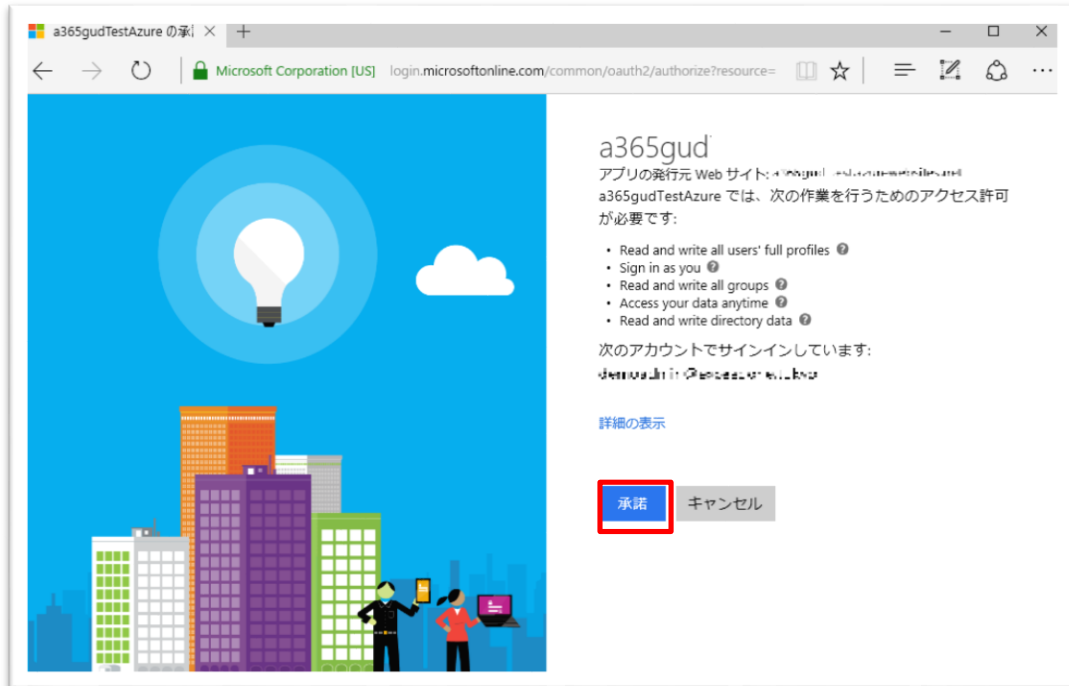 a365gudTestAzure の承
Microsoft Corporation [US] login.microsoftonline.com/common/oauth2/authorize?resource=
a365gud
アプリの発行元 Web サイト:
a365gudTestAzure では、次の作業を行うためのアクセス許可
が必要です:
• Read and write all users' full profiles
• Sign in as you
• Read and write all groups
• Access your data anytime
• Read and write directory data
次のアカウントでサインインしています:
詳細の表示
承諾 キャンセル